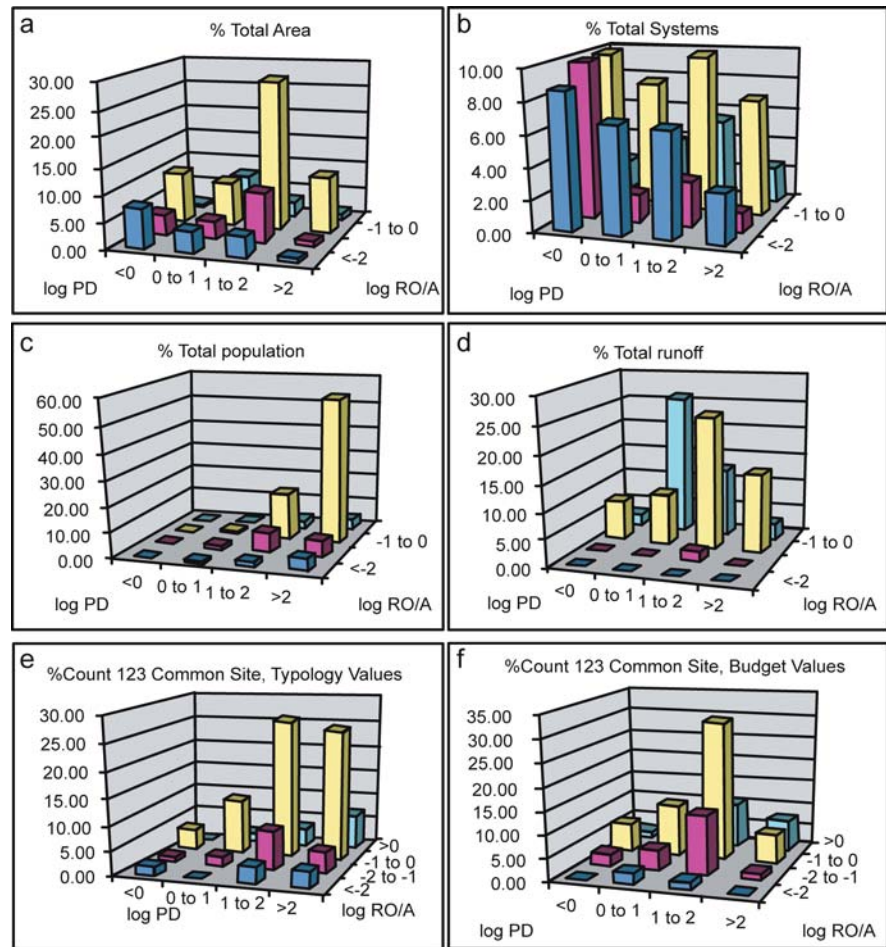 a
% Total Area
30.00
25.00
20.00
15.00
10.00
5.00
0.00
<0
0 to 1
1 to 2
>2
log PD
-1 to 0
<-2
log RO/A
b
% Total Systems
10.00
8.00
6.00
4.00
2.00
0.00
<0
0 to 1
1 to 2
>2
log PD
-1 to 0
<-2
log RO/A
c
% Total population
60.00
50.00
40.00
30.00
20.00
10.00
0.00
<0
0 to 1
1 to 2
>2
log PD
-1 to 0
<-2
log RO/A
d
% Total runoff
30.00
25.00
20.00
15.00
10.00
5.00
0.00
<0
0 to 1
1 to 2
>2
log PD
-1 to 0
<-2
log RO/A
e
%Count 123 Common Site, Typology Values
30.00
25.00
20.00
15.00
10.00
5.00
0.00
<0
0 to 1
1 to 2
>2
log PD
>0
-1 to 0
-2 to -1
<-2
log RO/A
f
%Count 123 Common Site, Budget Values
35.00
30.00
25.00
20.00
15.00
10.00
5.00
0.00
<0
0 to 1
1 to 2
>2
log PD
>0
-1 to 0
-2 to -1
<-2
log RO/A